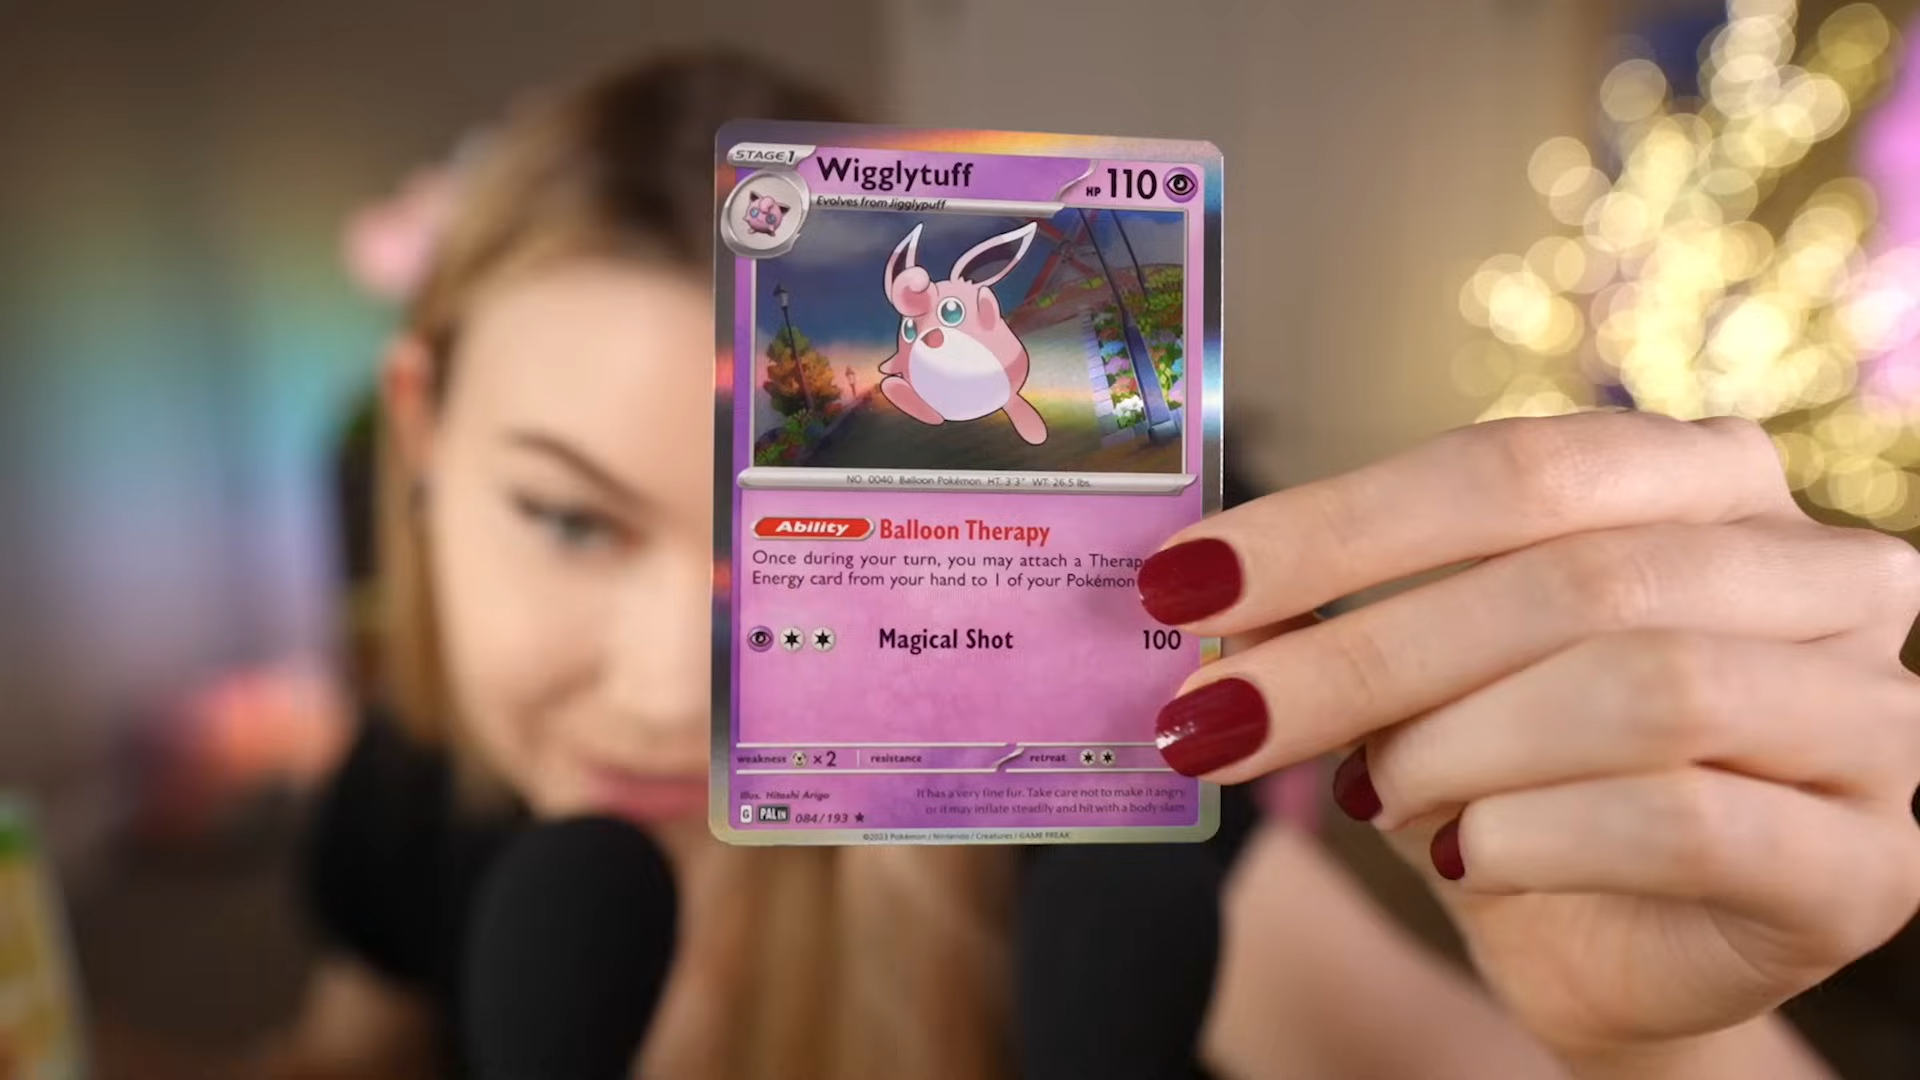 STAGE 1
Wigglytuff
HP 110
Evolves from Jigglypuff
NO. 0040 Balloon Pokémon HT: 3'3" WT: 26.5 lbs.
Ability Balloon Therapy
Once during your turn, you may attach a Therap
Energy card from your hand to 1 of your Pokémon
Magical Shot 100
weakness ×2 resistance retreat
Illus. Hitoshi Ariga
It has a very fine fur. Take care not to make it angry,
or it may inflate steadily and hit with a body slam.
G PAL EN 084/193 ★
©2023 Pokémon / Nintendo / Creatures / GAME FREAK